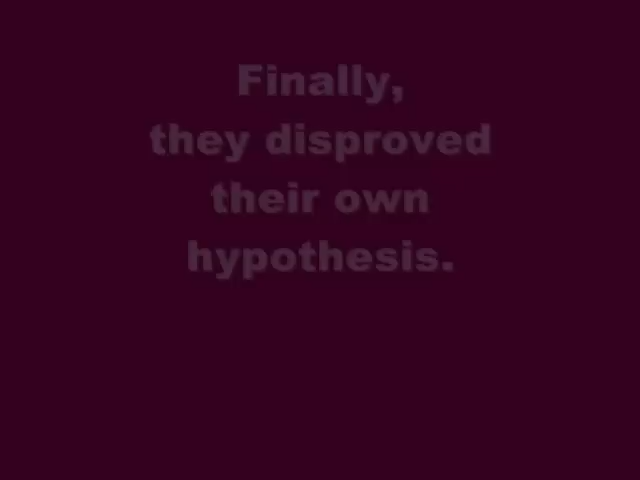 Finally,
they disproved
their own
hypothesis.